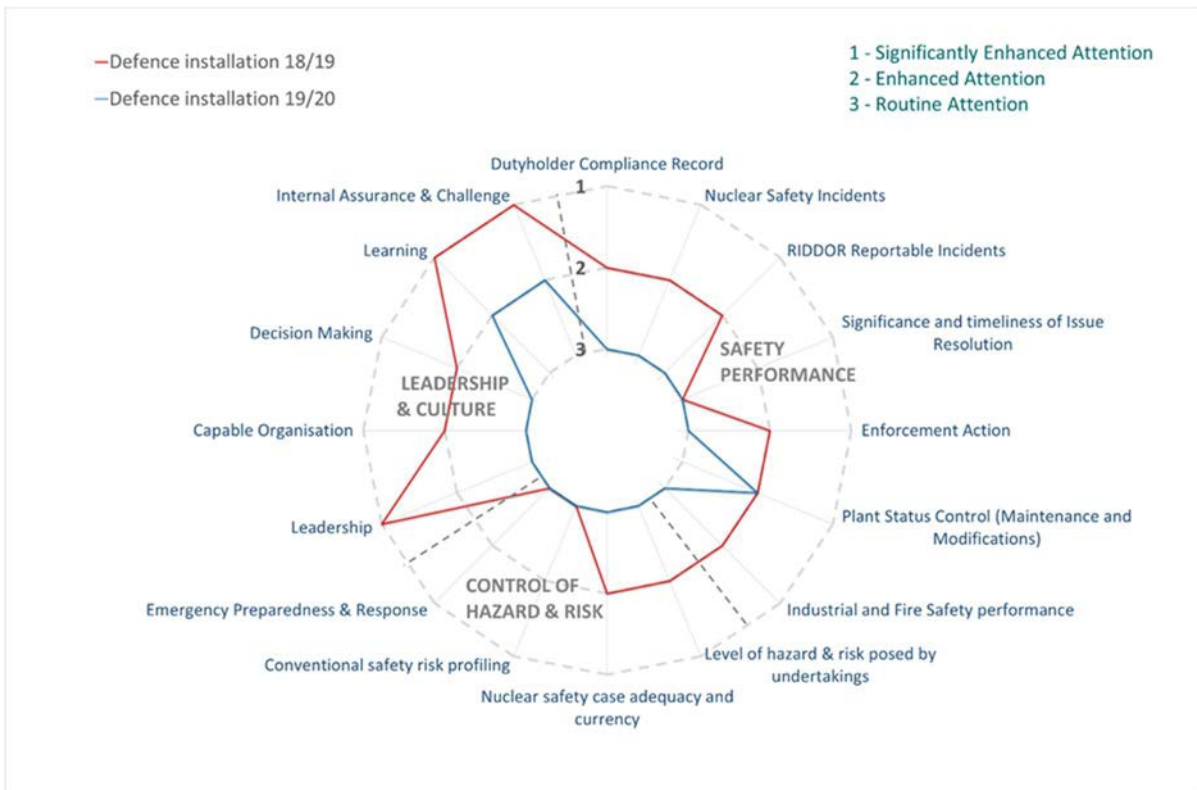 Defence installation 18/19
Defence installation 19/20
1 - Significantly Enhanced Attention
2 - Enhanced Attention
3 - Routine Attention
Dutyholder Compliance Record
Internal Assurance & Challenge
1
Nuclear Safety Incidents
Learning
RIDDOR Reportable Incidents
2
Decision Making
Significance and timeliness of Issue
Resolution
3
SAFETY
PERFORMANCE
LEADERSHIP
& CULTURE
Capable Organisation
Enforcement Action
Leadership
Plant Status Control (Maintenance and
Modifications)
CONTROL OF
HAZARD & RISK
Emergency Preparedness & Response
Industrial and Fire Safety performance
Conventional safety risk profiling
Level of hazard & risk posed by
undertakings
Nuclear safety case adequacy and
currency